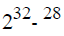 2³²- ²⁸